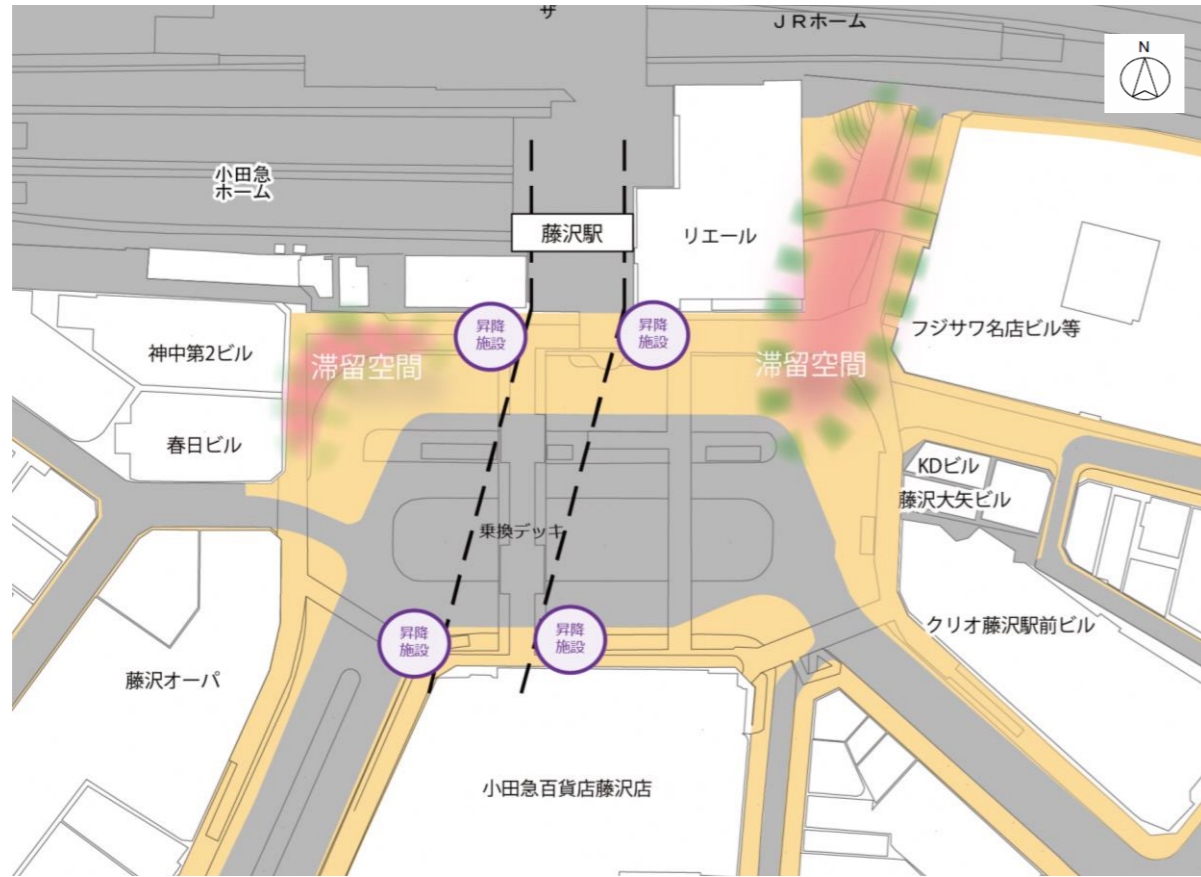 ザ
JRホーム
N
小田急
ホーム
藤沢駅
リエール
昇降
施設
昇降
施設
フジサワ名店ビル等
神中第2ビル
滞留空間
滞留空間
春日ビル
KDビル
藤沢大矢ビル
乗換デッキ
昇降
施設
昇降
施設
クリオ藤沢駅前ビル
藤沢オーパ
小田急百貨店藤沢店